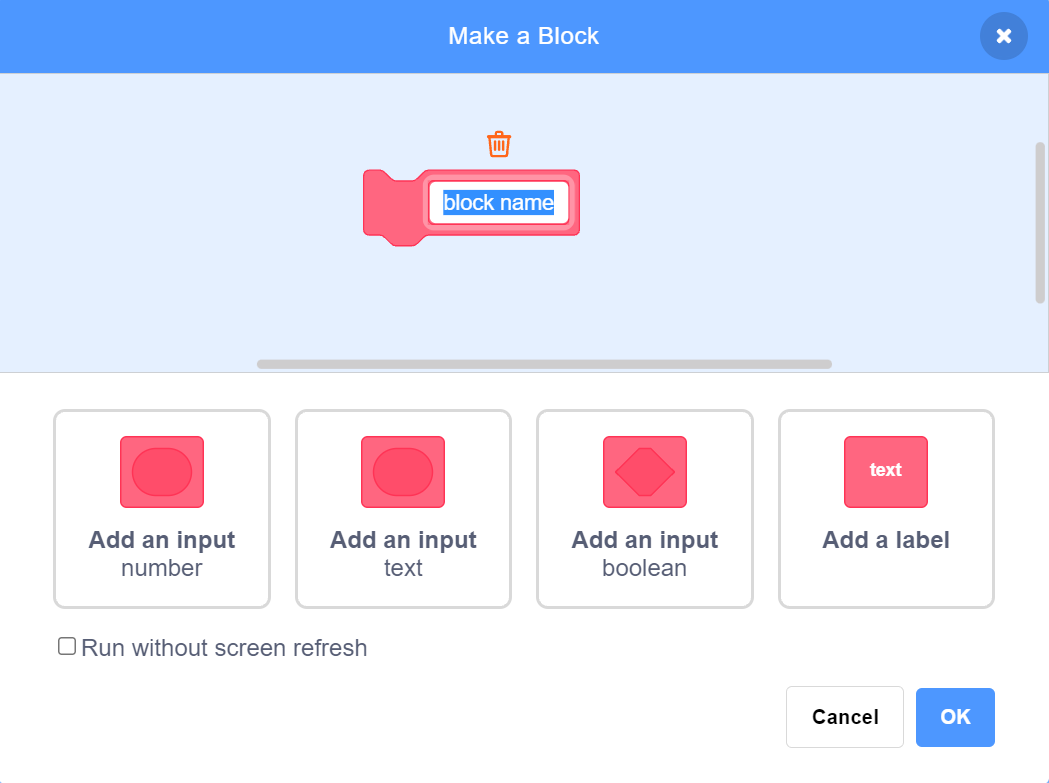 Make a Block
block name
text
Add an input
number
Add an input
text
Add an input
boolean
Add a label
Run without screen refresh
Cancel
OK